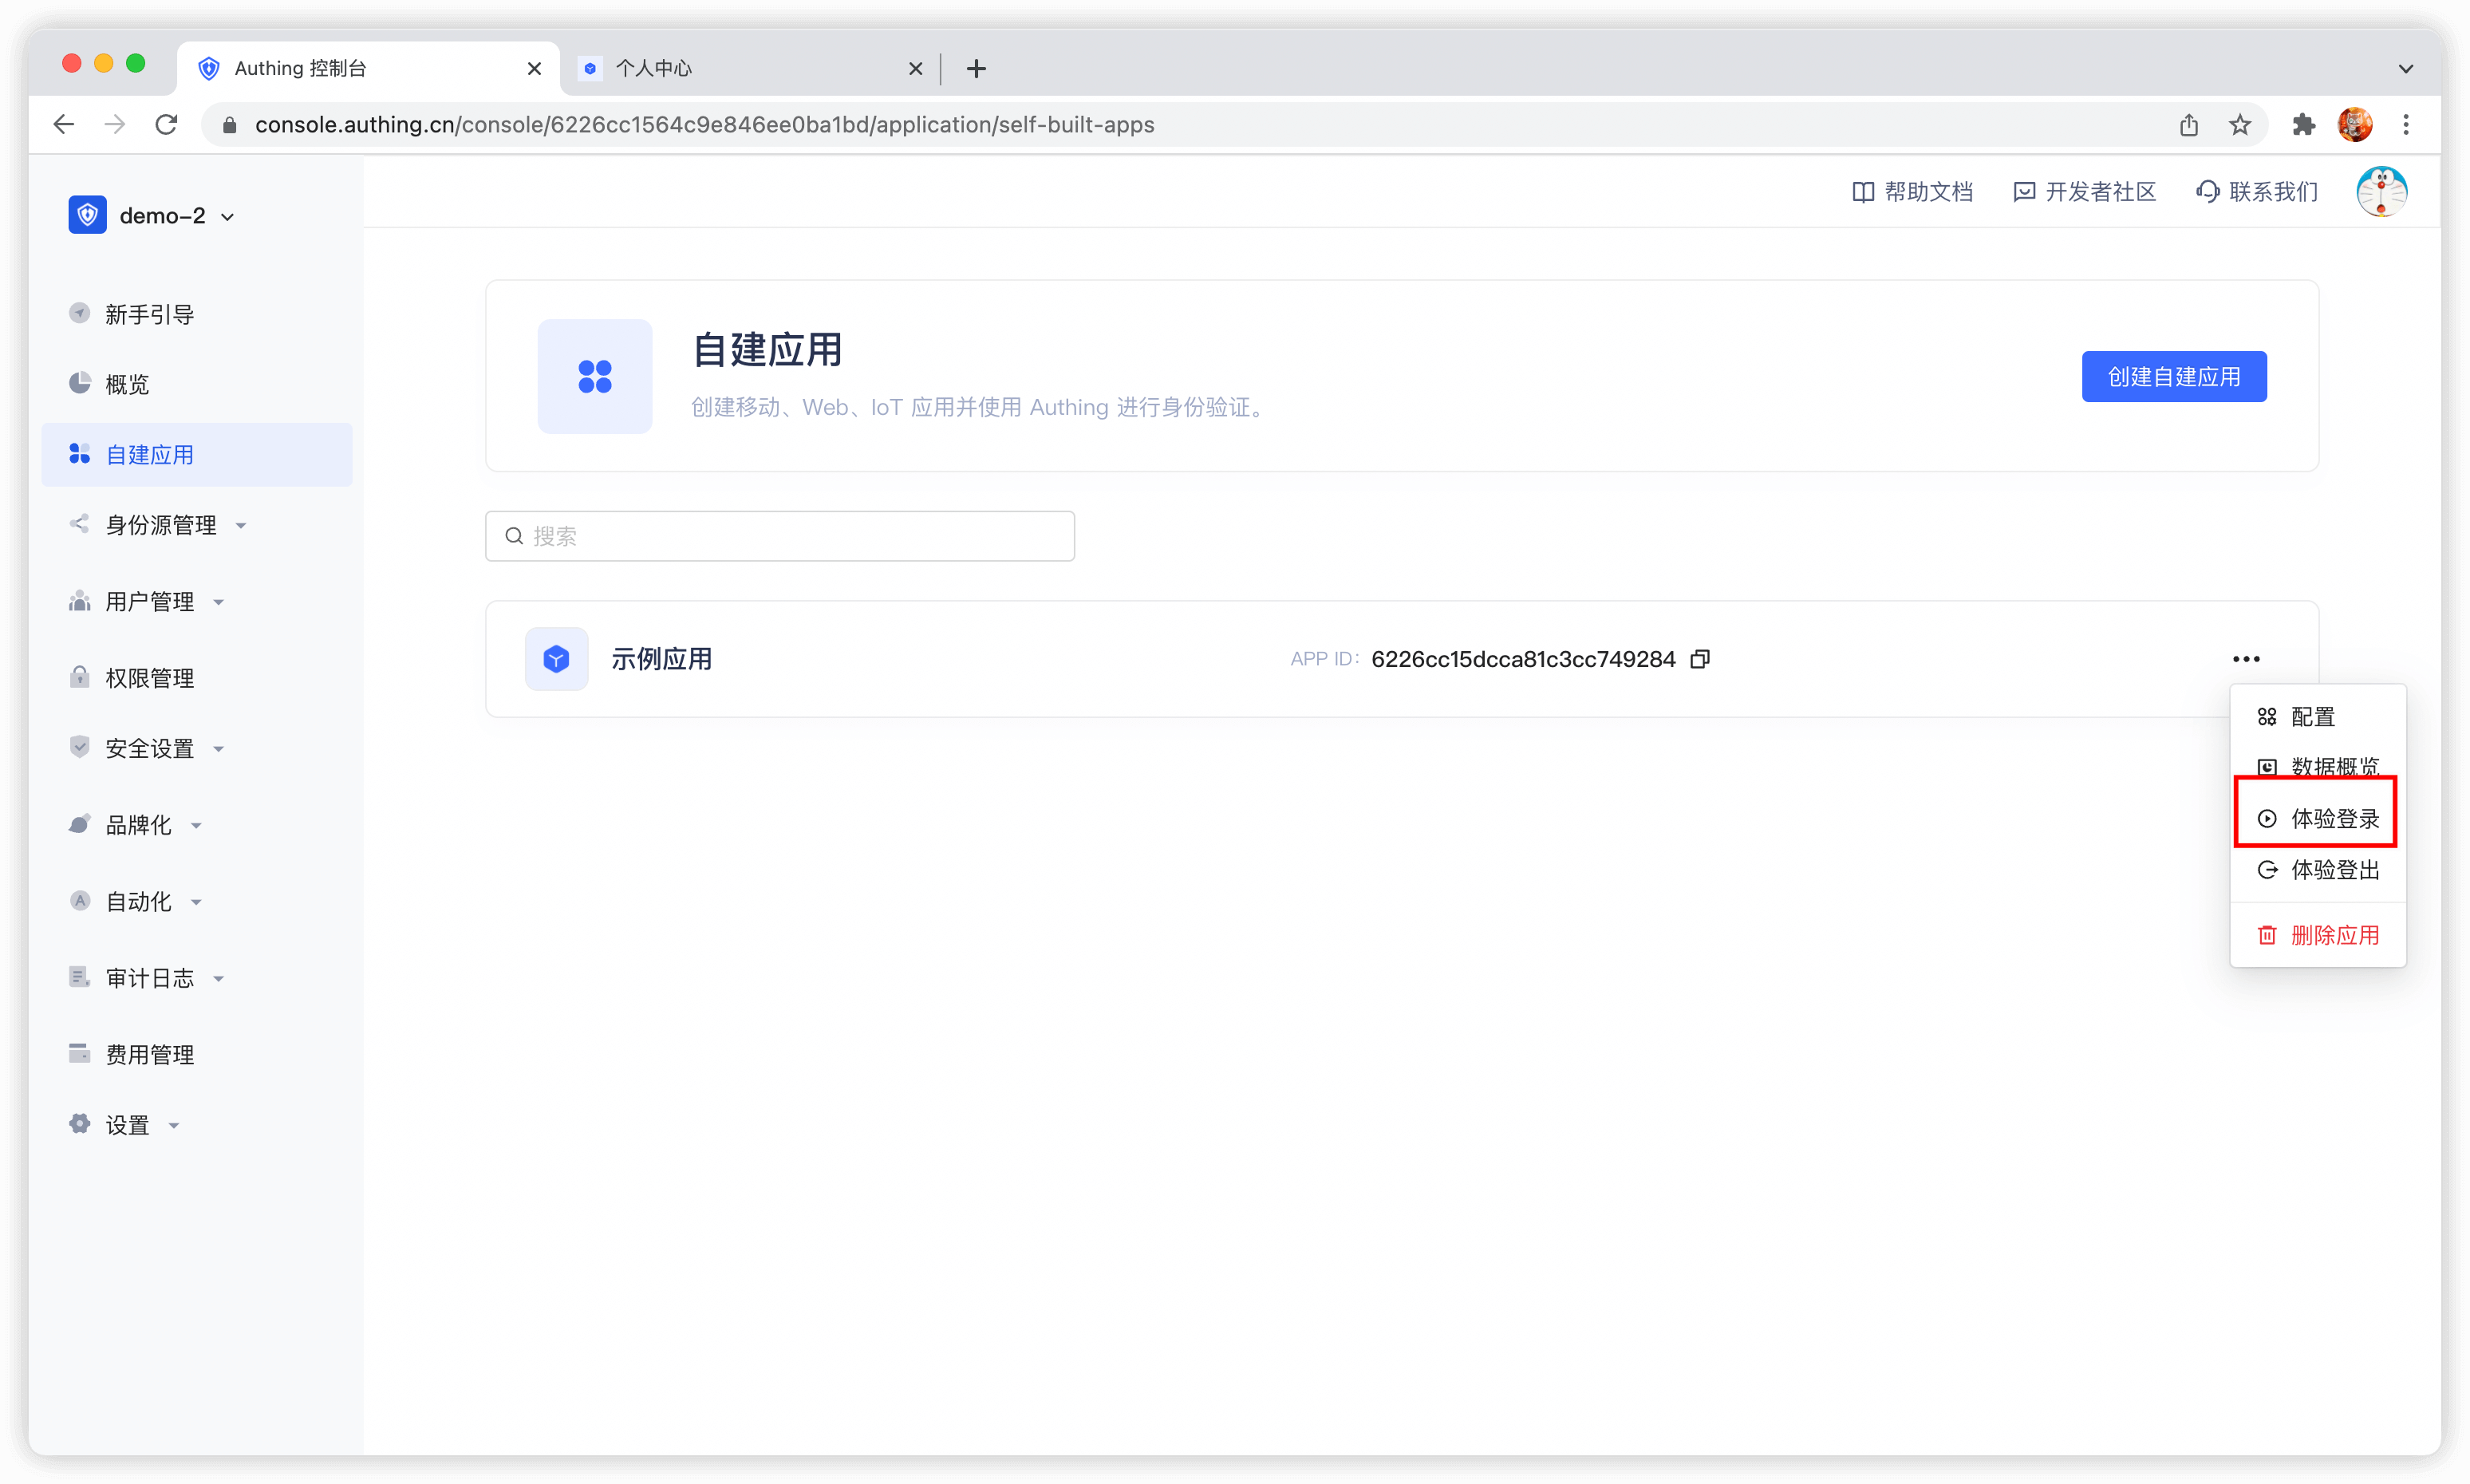 Authing 控制台
个人中心
console.authing.cn/console/6226cc1564c9e846ee0ba1bd/application/self-built-apps
demo-2
帮助文档
开发者社区
联系我们
新手引导
概览
自建应用
身份源管理
用户管理
权限管理
安全设置
品牌化
自动化
审计日志
费用管理
设置
自建应用
创建移动、Web、IoT 应用并使用 Authing 进行身份验证。
创建自建应用
搜索
示例应用
APP ID: 6226cc15dcca81c3cc749284
配置
数据概览
体验登录
体验登出
删除应用